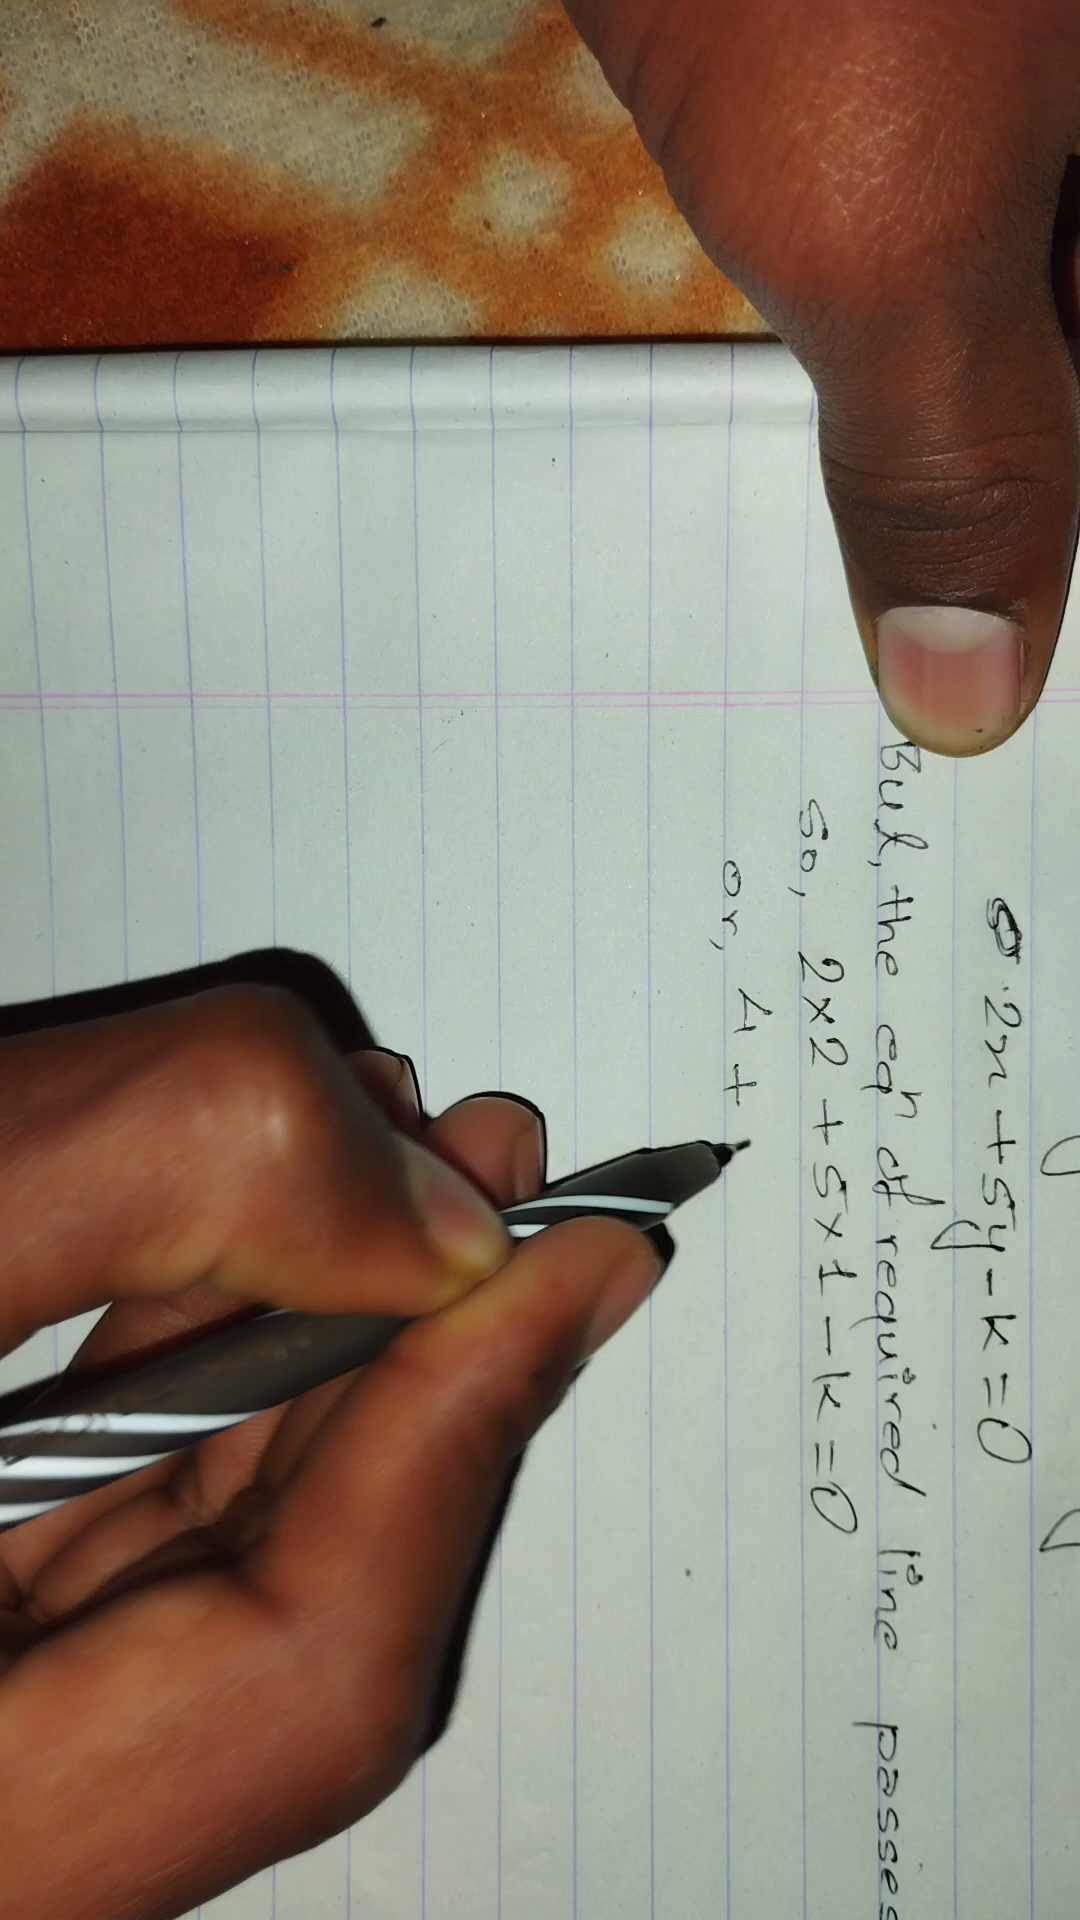 2x + 5y - k = 0
But, the eqn of required line passes
so, 2×2 + 5×1 - k = 0
or, 4 +